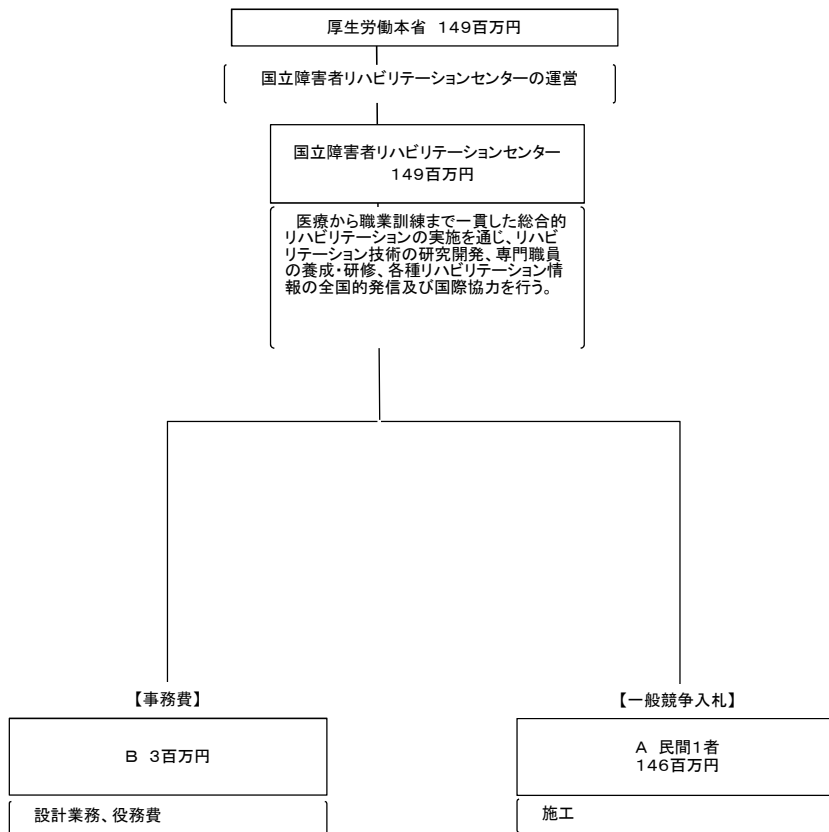 厚生労働本省 149百万円
国立障害者リハビリテーションセンターの運営
国立障害者リハビリテーションセンター
149百万円
医療から職業訓練まで一貫した総合的
リハビリテーションの実施を通じ、リハビ
リテーション技術の研究開発、専門職員
の養成・研修、各種リハビリテーション情
報の全国的発信及び国際協力を行う。
【事務費】
B 3百万円
設計業務、役務費
【一般競争入札】
A 民間1者
146百万円
施工